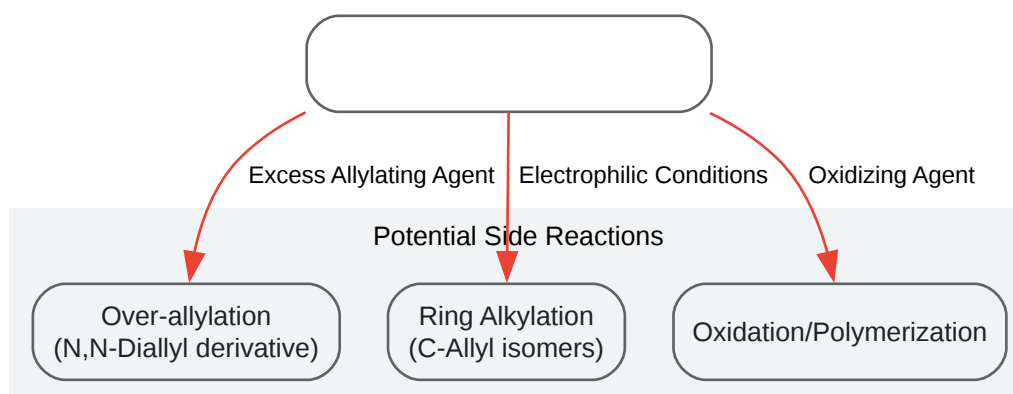 Excess Allylating Agent
Electrophilic Conditions
Oxidizing Agent
Potential Side Reactions
Over-allylation
(N,N-Diallyl derivative)
Ring Alkylation
(C-Allyl isomers)
Oxidation/Polymerization